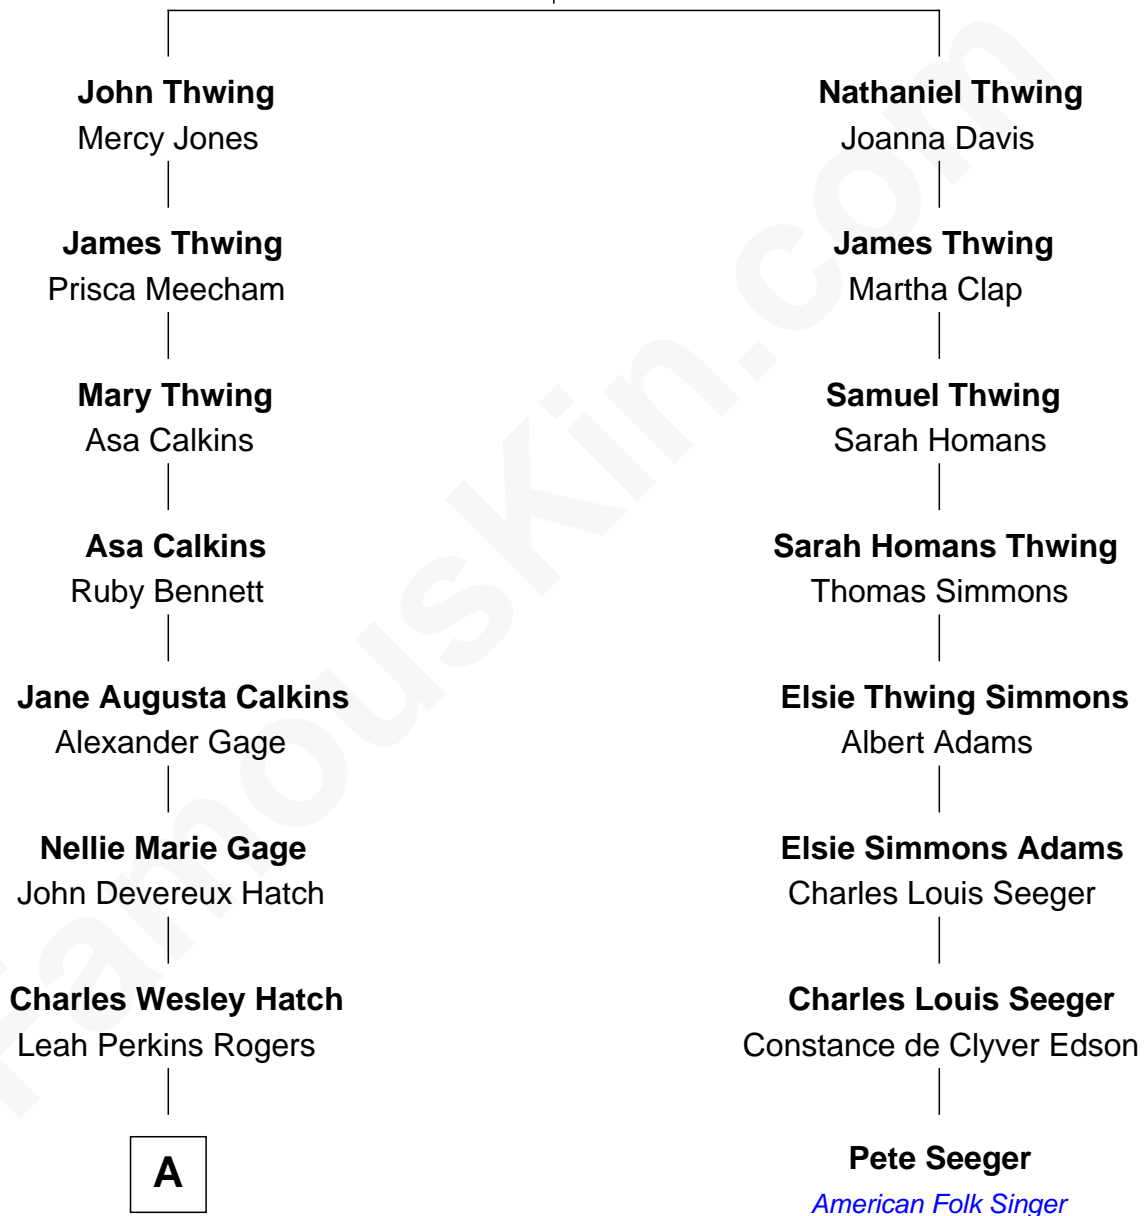 John Thwing
Mercy Jones
Nathaniel Thwing
Joanna Davis
James Thwing
Prisca Meecham
James Thwing
Martha Clap
Mary Thwing
Asa Calkins
Samuel Thwing
Sarah Homans
Asa Calkins
Ruby Bennett
Sarah Homans Thwing
Thomas Simmons
Jane Augusta Calkins
Alexander Gage
Elsie Thwing Simmons
Albert Adams
Nellie Marie Gage
John Devereux Hatch
Elsie Simmons Adams
Charles Louis Seeger
Charles Wesley Hatch
Leah Perkins Rogers
Charles Louis Seeger
Constance de Clyver Edson
A
Pete Seeger
American Folk Singer
FamousKin.com